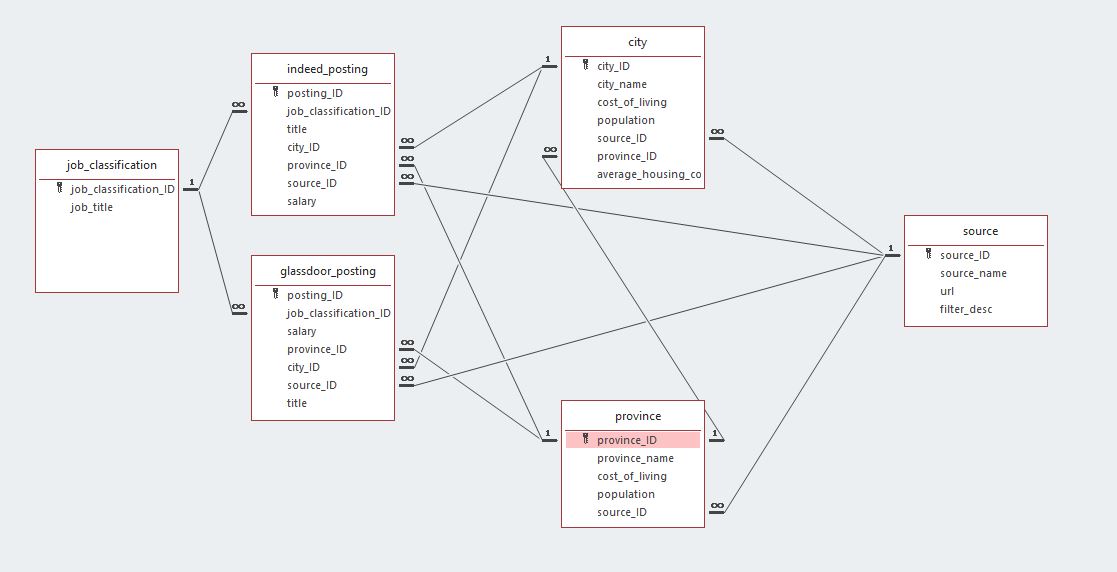 job_classification
job_classification_ID
job_title
1
indeed_posting
posting_ID
job_classification_ID
title
city_ID
province_ID
source_ID
salary
∞
∞
∞
∞
glassdoor_posting
posting_ID
job_classification_ID
salary
province_ID
city_ID
source_ID
title
∞
∞
∞
∞
city
city_ID
city_name
cost_of_living
population
source_ID
province_ID
average_housing_co
1
∞
∞
province
province_ID
province_name
cost_of_living
population
source_ID
1
1
∞
source
source_ID
source_name
url
filter_desc
1